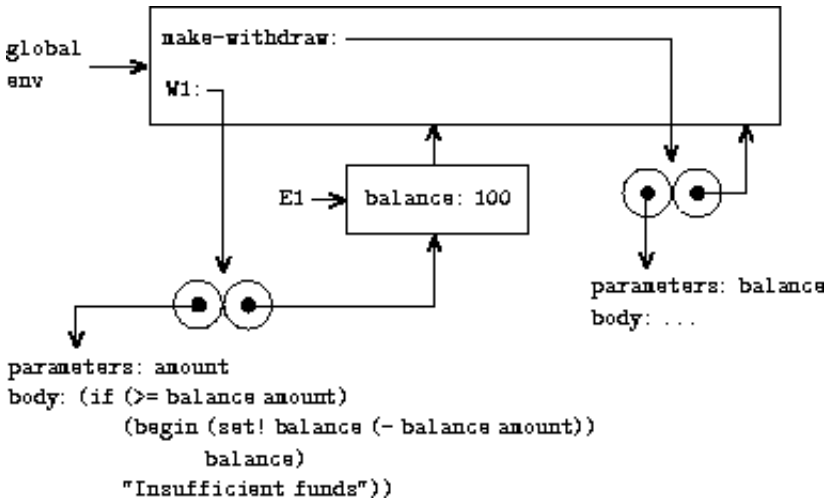 make-withdraw:
global
env
W1:
E1
balance: 100
parameters: balance
body: ...
parameters: amount
body: (if (>= balance amount)
(begin (set! balance (- balance amount))
balance)
"Insufficient funds"))